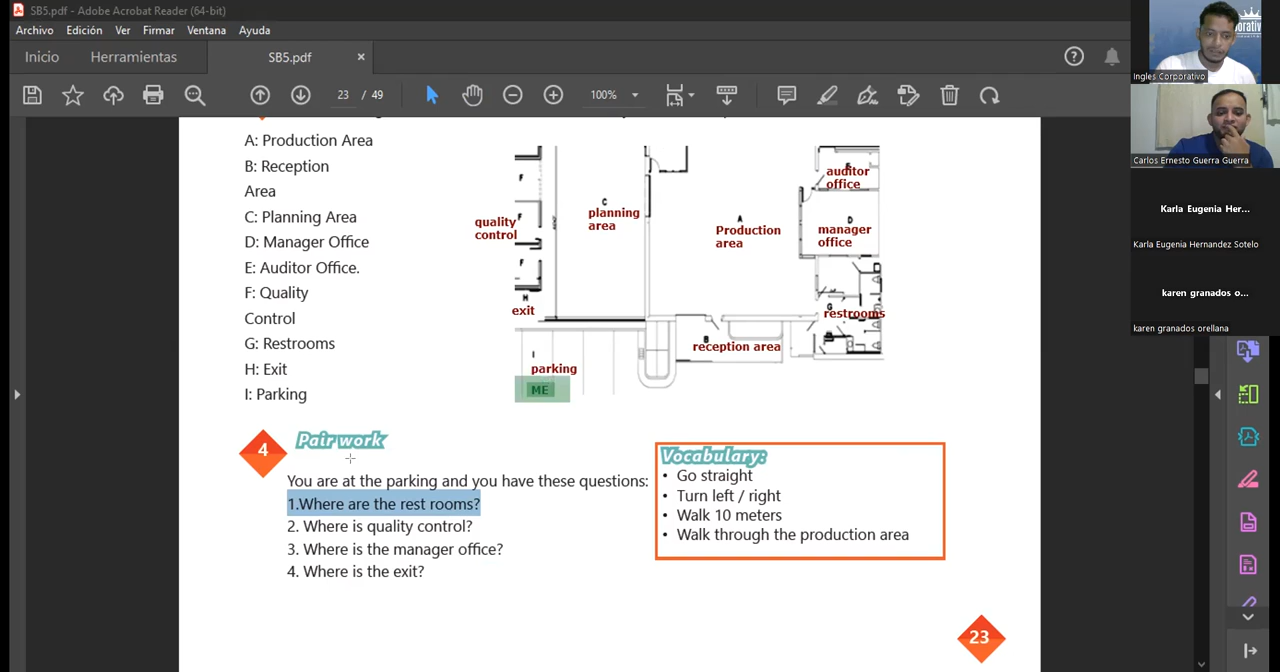 SB5.pdf - Adobe Acrobat Reader (64-bit)
Archivo Edición Ver Firmar Ventana Ayuda
Inicio Herramientas SB5.pdf
23 / 49 100%
A: Production Area
B: Reception
Area
C: Planning Area
D: Manager Office
E: Auditor Office.
F: Quality
Control
G: Restrooms
H: Exit
I: Parking
F
quality
control
F
F
H
exit
C
planning
area
A
Production
area
auditor
office
D
manager
office
G
restrooms
B
reception area
I
parking
ME
4
Pair work
You are at the parking and you have these questions:
1.Where are the rest rooms?
2. Where is quality control?
3. Where is the manager office?
4. Where is the exit?
Vocabulary:
• Go straight
• Turn left / right
• Walk 10 meters
• Walk through the production area
23
Ingles Corporativo
Carlos Ernesto Guerra Guerra
Karla Eugenia Her...
Karla Eugenia Hernandez Sotelo
karen granados o...
karen granados orellana